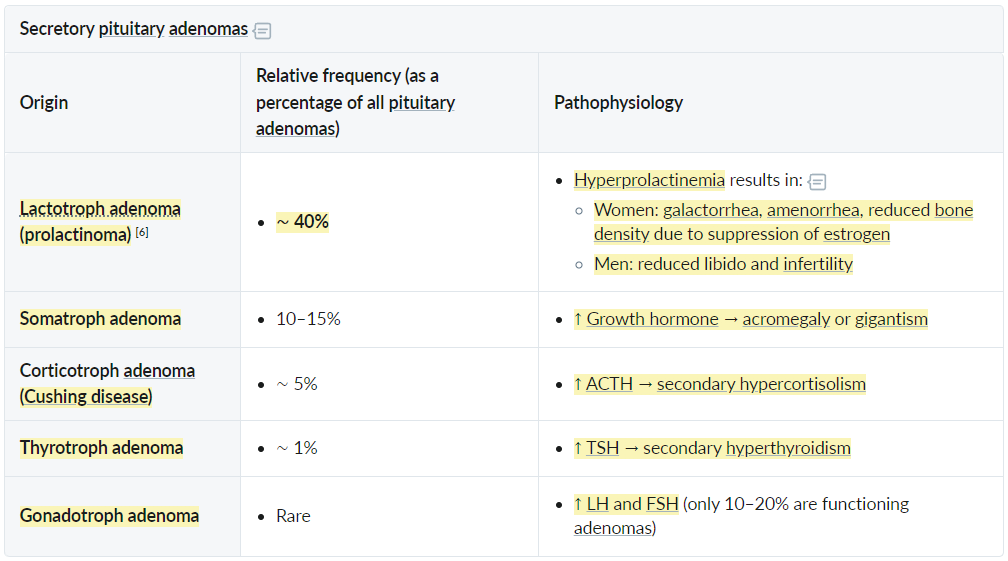 Secretory pituitary adenomas
Origin
Relative frequency (as a
percentage of all pituitary
adenomas)
Pathophysiology
Lactotroph adenoma
(prolactinoma) [6]
• ~ 40%
• Hyperprolactinemia results in:
◦ Women: galactorrhea, amenorrhea, reduced bone
density due to suppression of estrogen
◦ Men: reduced libido and infertility
Somatroph adenoma
• 10–15%
• ↑ Growth hormone → acromegaly or gigantism
Corticotroph adenoma
(Cushing disease)
• ~ 5%
• ↑ ACTH → secondary hypercortisolism
Thyrotroph adenoma
• ~ 1%
• ↑ TSH → secondary hyperthyroidism
Gonadotroph adenoma
• Rare
• ↑ LH and FSH (only 10–20% are functioning
adenomas)